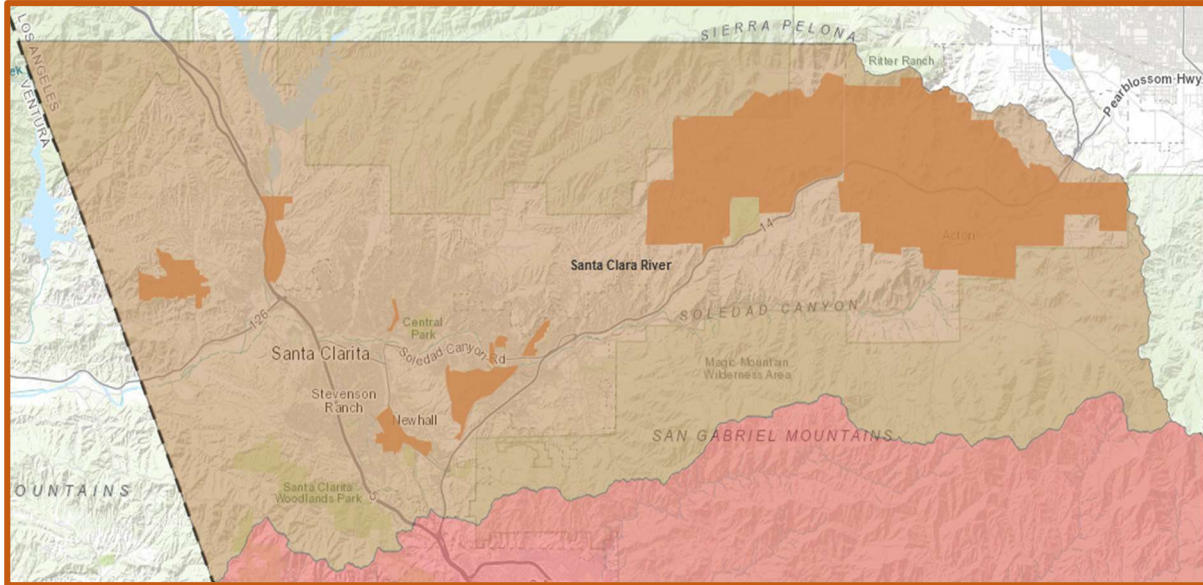 SIERRA PELONA
Ritter Ranch
LOS ANGELES
VENTURA
ek
Pearblossom Hwy
14
Acton
Santa Clara River
SOLEDAD CANYON
126
Central
Park
Soledad Canyon Rd
Santa Clarita
Stevenson
Ranch
Newhall
Magic Mountain
Wilderness Area
SAN GABRIEL MOUNTAINS
OUNTAINS
Santa Clarita
Woodlands Park
5